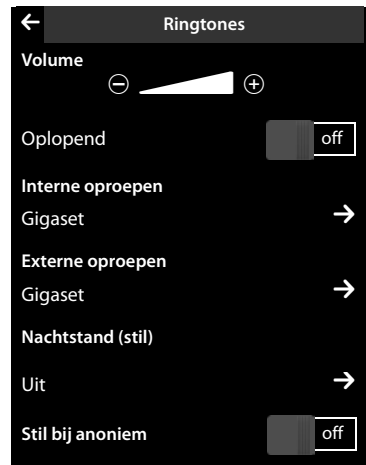 Ringtones
Volume
Oplopend off
Interne oproepen
Gigaset
Externe oproepen
Gigaset
Nachtstand (stil)
Uit
Stil bij anoniem off